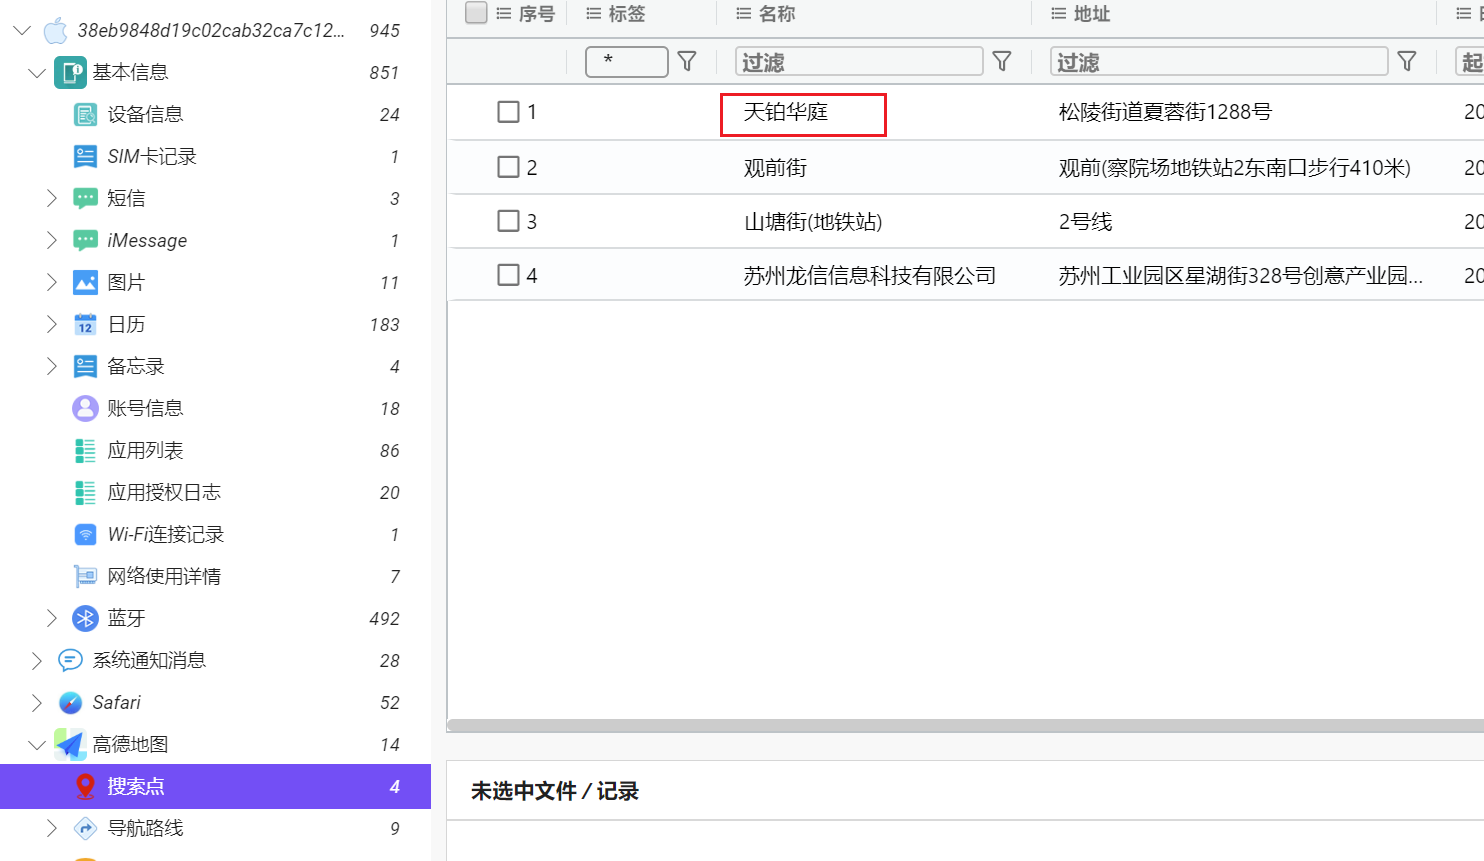 38eb9848d19c02cab32ca7c12... 945
基本信息 851
设备信息 24
SIM卡记录 1
短信 3
iMessage 1
图片 11
12 日历 183
备忘录 4
账号信息 18
应用列表 86
应用授权日志 20
Wi-Fi连接记录 1
网络使用详情 7
蓝牙 492
系统通知消息 28
Safari 52
高德地图 14
搜索点 4
导航路线 9
序号 标签 名称 地址
* 过滤 过滤 起
1 天铂华庭 松陵街道夏蓉街1288号 20
2 观前街 观前(察院场地铁站2东南口步行410米) 20
3 山塘街(地铁站) 2号线 20
4 苏州龙信信息科技有限公司 苏州工业园区星湖街328号创意产业园... 20
未选中文件 / 记录